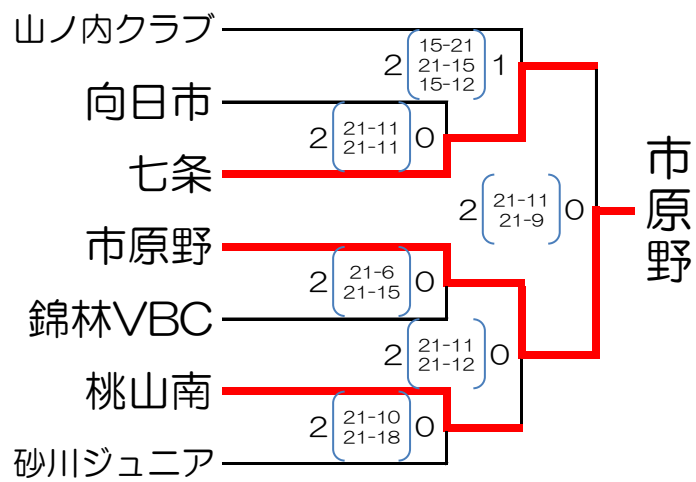 山ノ内クラブ
2 15-21 1
21-15
15-12
向日市
2 21-11 0
21-11
七条
2 21-11 0
21-9
市原野
市原野
2 21-6 0
21-15
錦林VBC
2 21-11 0
21-12
桃山南
2 21-10 0
21-18
砂川ジュニア